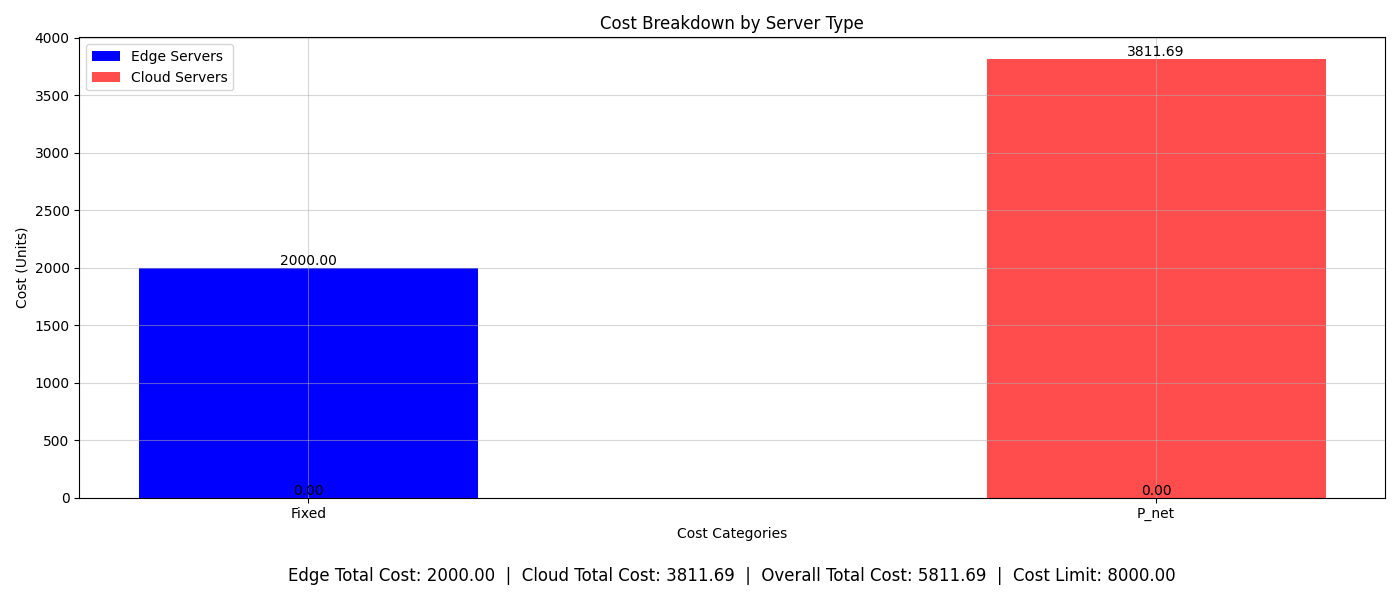 Cost Breakdown by Server Type
Edge Servers
Cloud Servers
4000
3500
3000
2500
2000
1500
1000
500
0
Cost (Units)
2000.00
0.00
3811.69
0.00
Fixed
P_net
Cost Categories
Edge Total Cost: 2000.00 | Cloud Total Cost: 3811.69 | Overall Total Cost: 5811.69 | Cost Limit: 8000.00